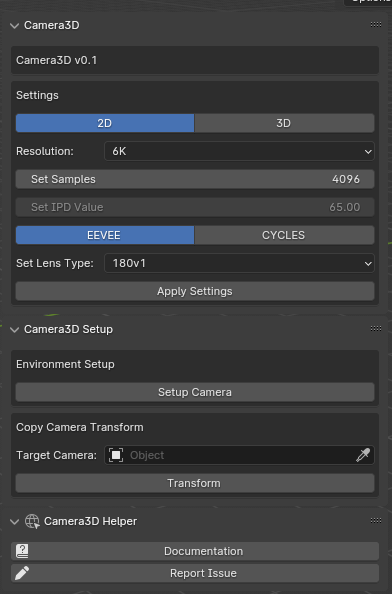 Options
Camera3D
Camera3D v0.1
Settings
2D 3D
Resolution: 6K
Set Samples 4096
Set IPD Value 65.00
EEVEE CYCLES
Set Lens Type: 180v1
Apply Settings
Camera3D Setup
Environment Setup
Setup Camera
Copy Camera Transform
Target Camera: Object
Transform
Camera3D Helper
Documentation
Report Issue